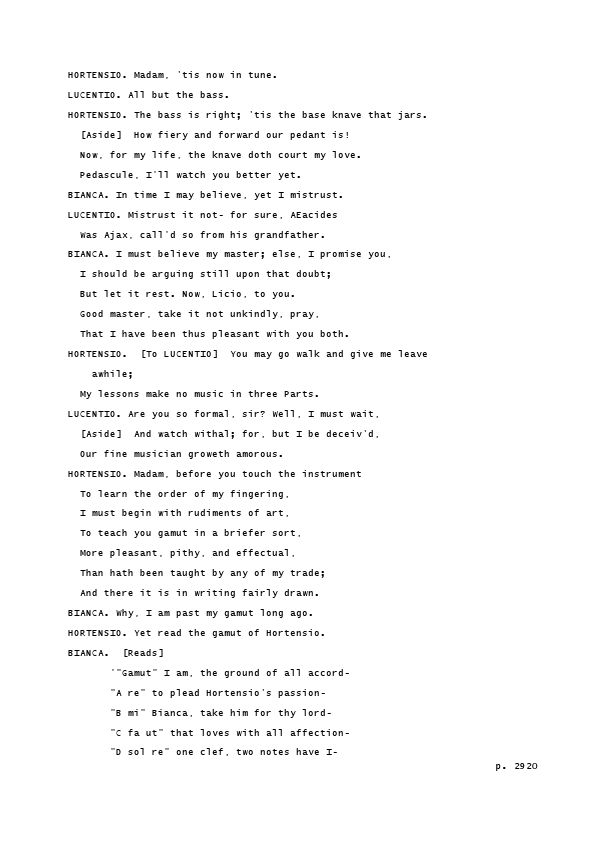 HORTENSIO. Madam, 'tis now in tune.
LUCENTIO. All but the bass.
HORTENSIO. The bass is right; 'tis the base knave that jars.
[Aside]  How fiery and forward our pedant is!
Now, for my life, the knave doth court my love.
Pedascule, I'll watch you better yet.
BIANCA. In time I may believe, yet I mistrust.
LUCENTIO. Mistrust it not- for sure, AEacides
Was Ajax, call'd so from his grandfather.
BIANCA. I must believe my master; else, I promise you,
I should be arguing still upon that doubt;
But let it rest. Now, Licio, to you.
Good master, take it not unkindly, pray,
That I have been thus pleasant with you both.
HORTENSIO.  [To LUCENTIO]  You may go walk and give me leave
awhile;
My lessons make no music in three Parts.
LUCENTIO. Are you so formal, sir? Well, I must wait,
[Aside]  And watch withal; for, but I be deceiv'd,
Our fine musician groweth amorous.
HORTENSIO. Madam, before you touch the instrument
To learn the order of my fingering,
I must begin with rudiments of art,
To teach you gamut in a briefer sort,
More pleasant, pithy, and effectual,
Than hath been taught by any of my trade;
And there it is in writing fairly drawn.
BIANCA. Why, I am past my gamut long ago.
HORTENSIO. Yet read the gamut of Hortensio.
BIANCA.  [Reads]
'"Gamut" I am, the ground of all accord-
"A re" to plead Hortensio's passion-
"B mi" Bianca, take him for thy lord-
"C fa ut" that loves with all affection-
"D sol re" one clef, two notes have I-
p. 2920